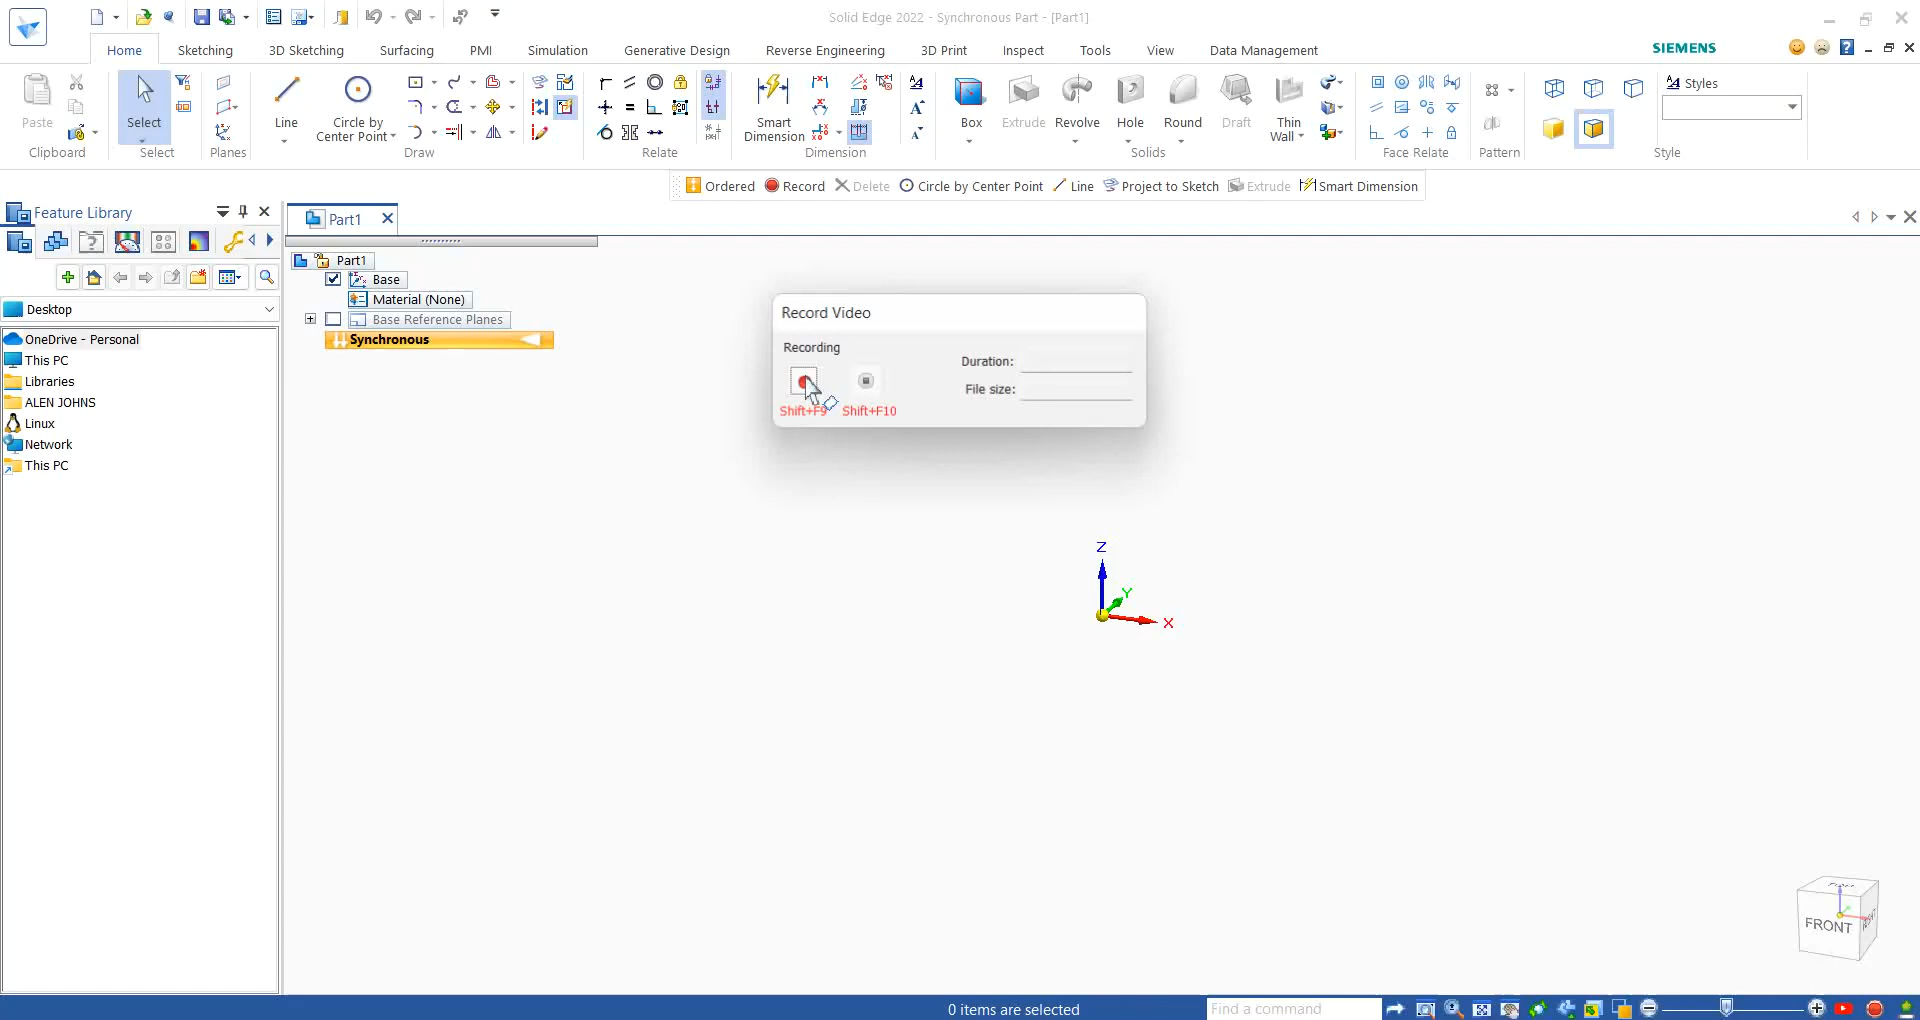 Solid Edge 2022 - Synchronous Part - [Part1]
Home Sketching 3D Sketching Surfacing PMI Simulation Generative Design Reverse Engineering 3D Print Inspect Tools View Data Management SIEMENS
Paste Select Line Circle by Center Point Smart Dimension Box Extrude Revolve Hole Round Draft Thin Wall Styles
Clipboard Select Planes Draw Relate Dimension Solids Face Relate Pattern Style
Ordered Record Delete Circle by Center Point Line Project to Sketch Extrude Smart Dimension
Feature Library
Part1
Desktop
OneDrive - Personal
This PC
Libraries
ALEN JOHNS
Linux
Network
This PC
Part1
Base
Material (None)
Base Reference Planes
Synchronous
Record Video
Recording
Duration:
File size:
Shift+F9 Shift+F10
Z
Y
X
FRONT
0 items are selected
Find a command